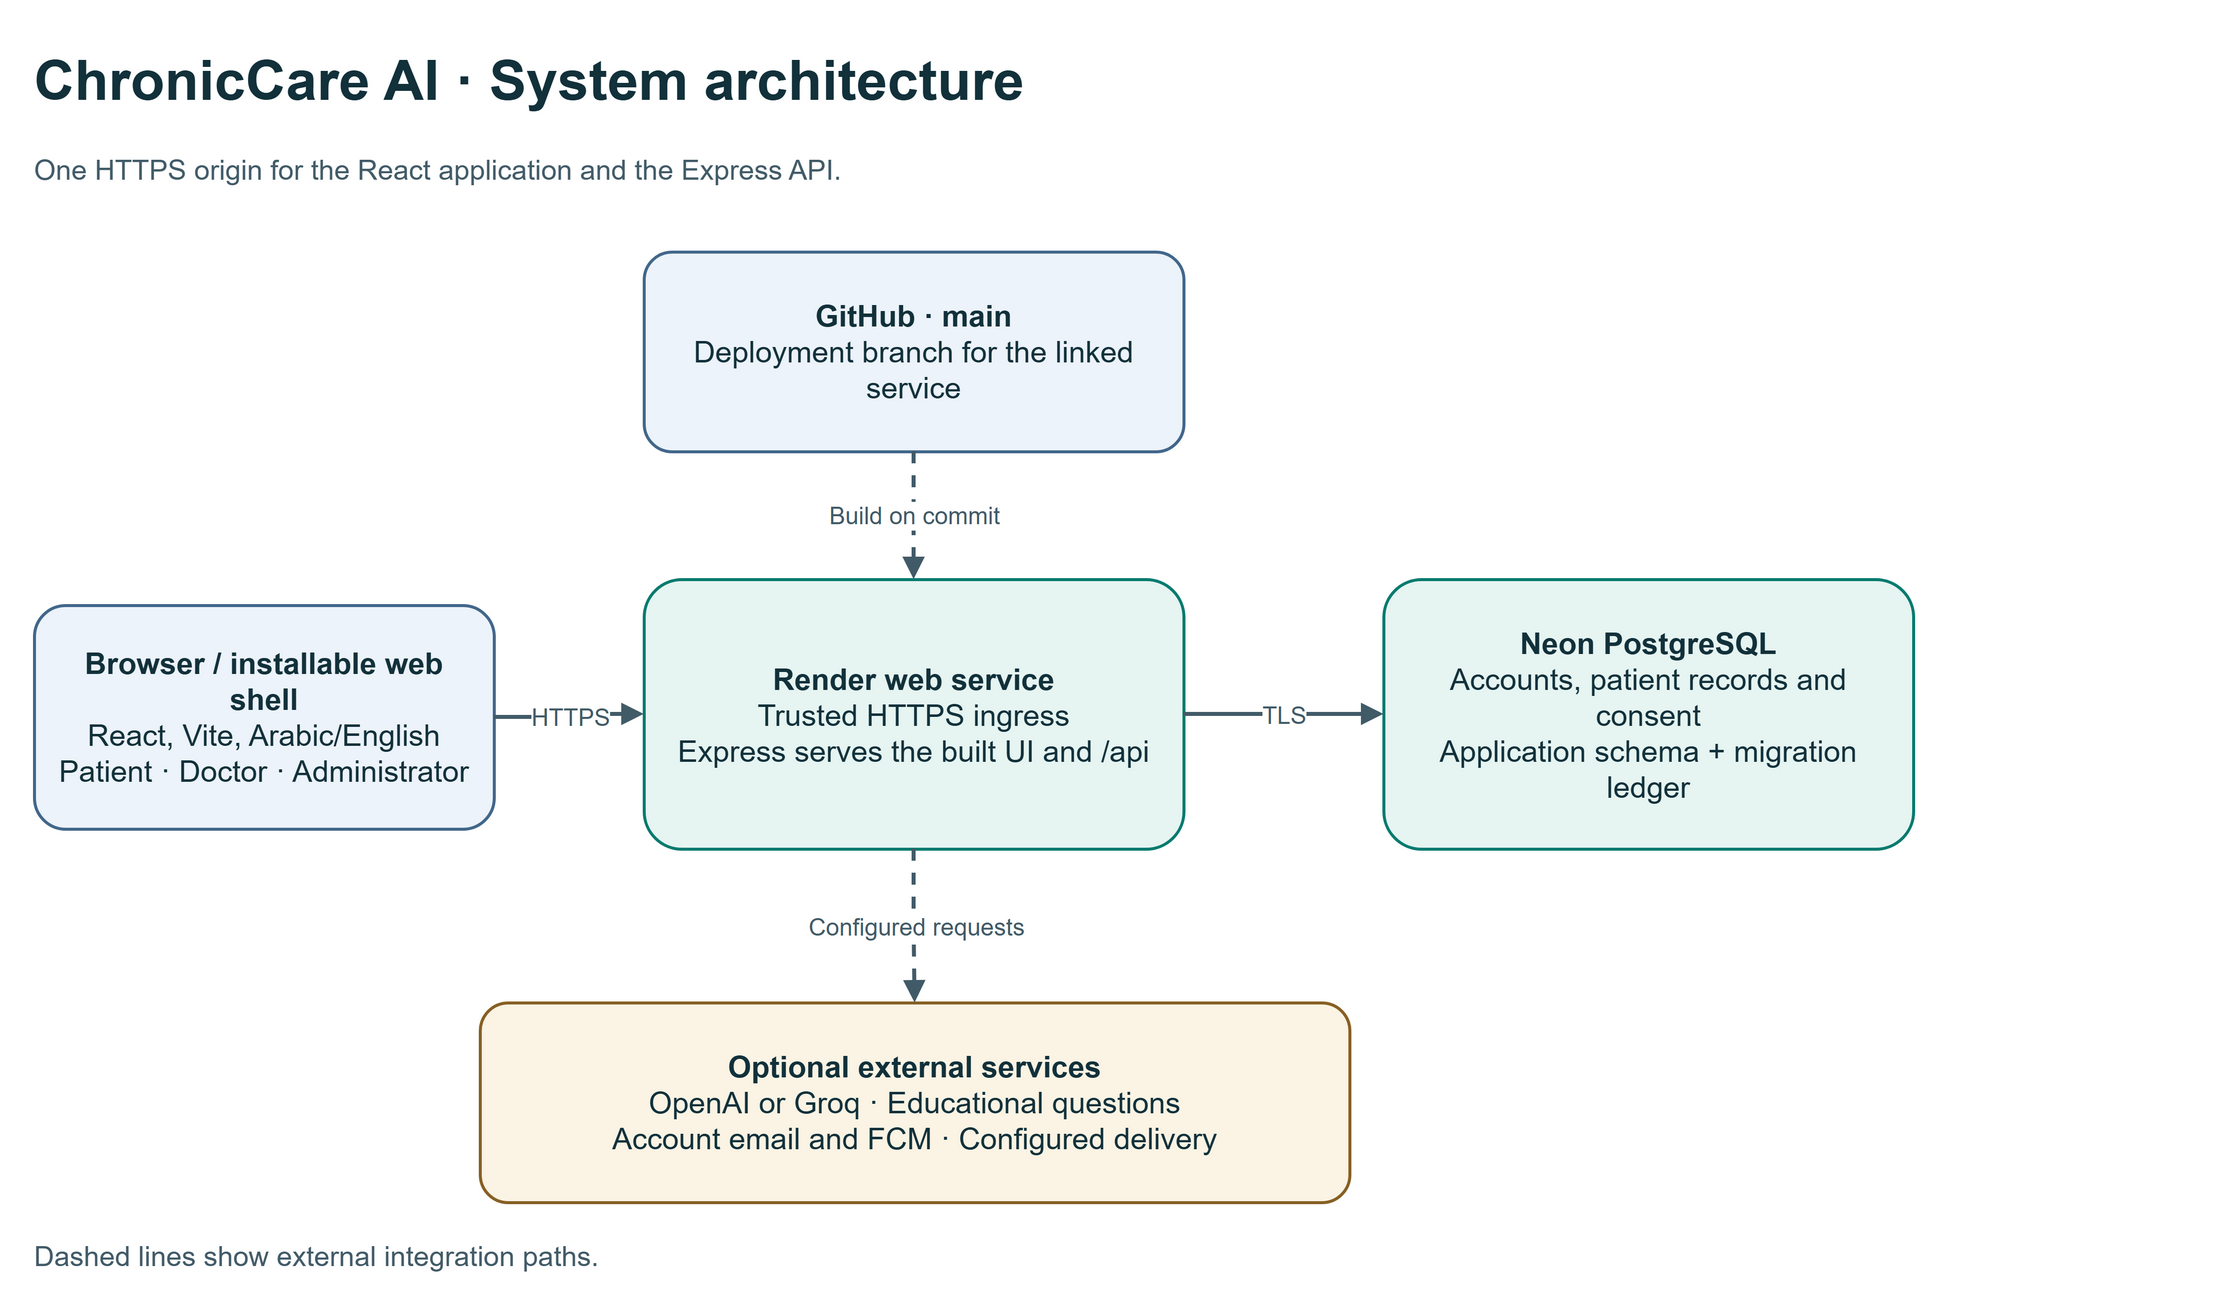 ChronicCare AI · System architecture
One HTTPS origin for the React application and the Express API.
GitHub · main
Deployment branch for the linked
service
Build on commit
Browser / installable web
shell
React, Vite, Arabic/English
Patient · Doctor · Administrator
HTTPS
Render web service
Trusted HTTPS ingress
Express serves the built UI and /api
TLS
Neon PostgreSQL
Accounts, patient records and
consent
Application schema + migration
ledger
Configured requests
Optional external services
OpenAI or Groq · Educational questions
Account email and FCM · Configured delivery
Dashed lines show external integration paths.